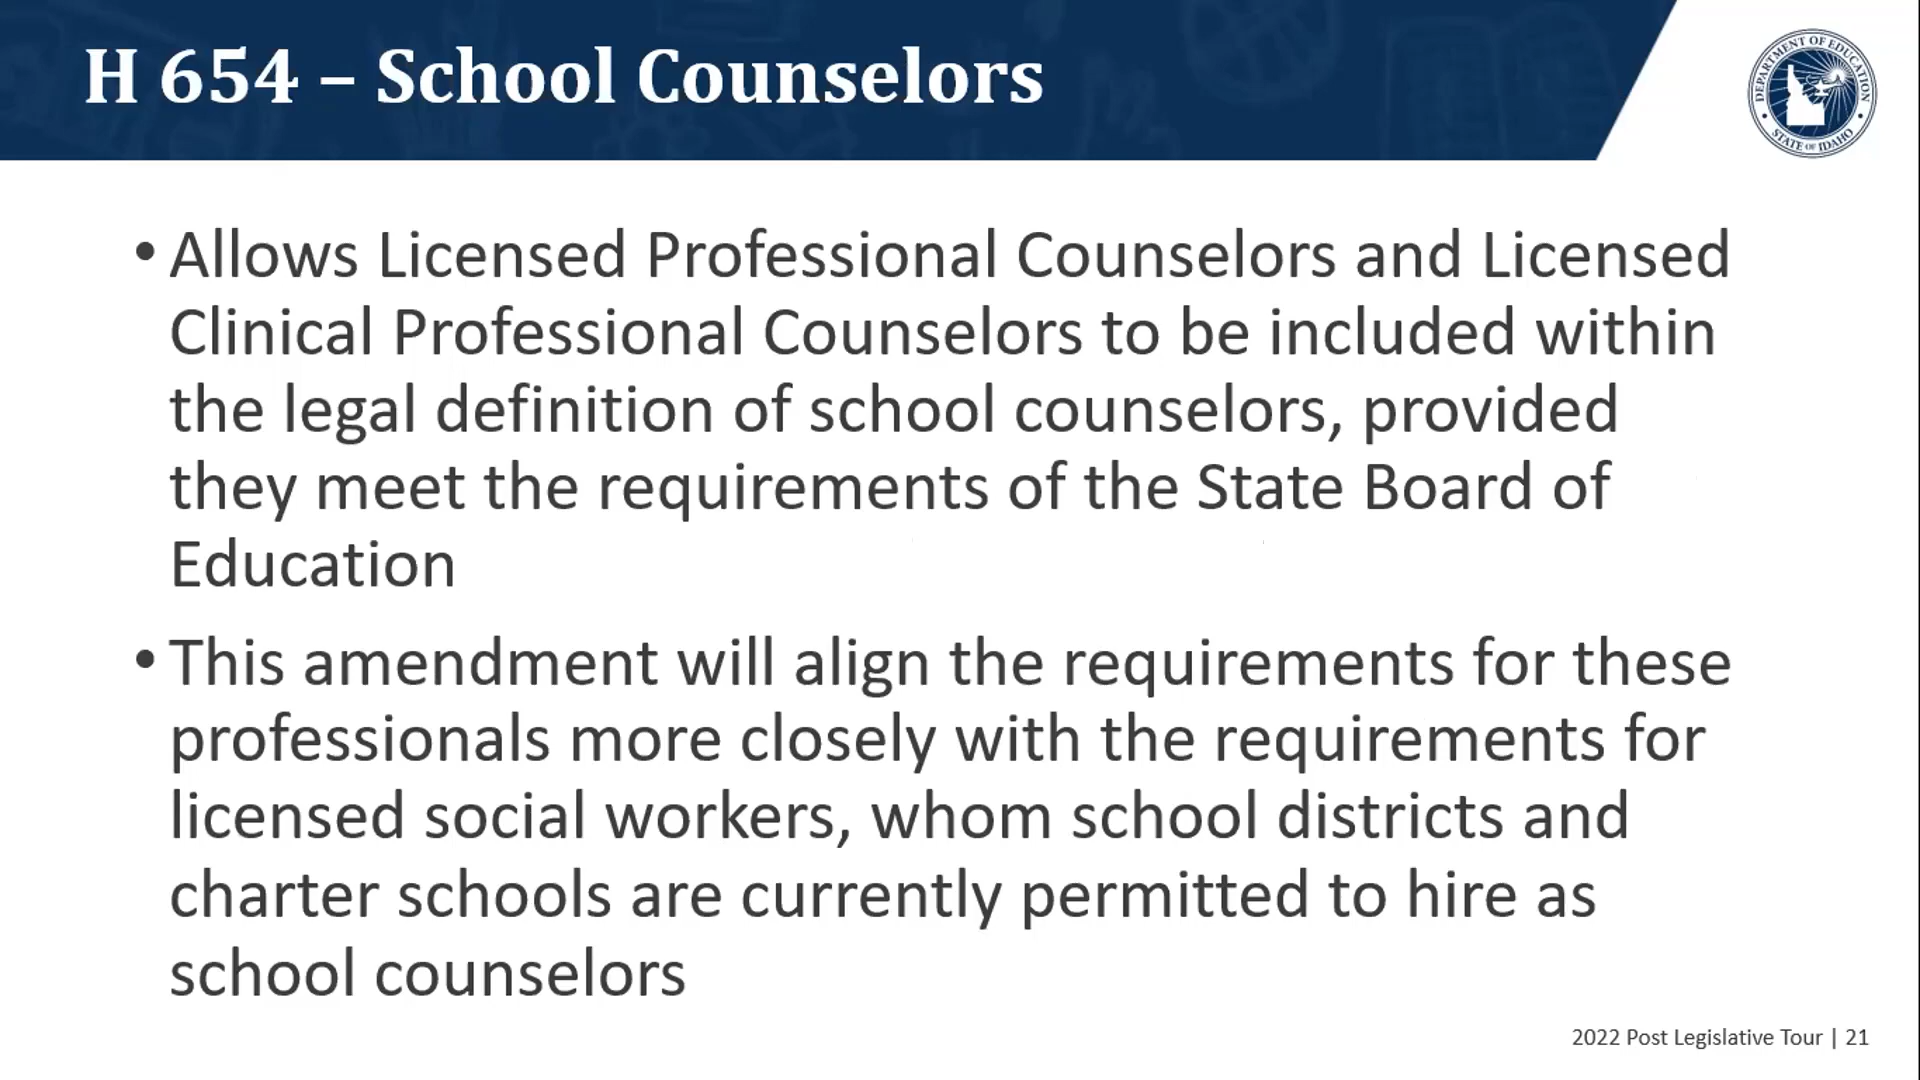 H 654 – School Counselors
DEPARTMENT OF EDUCATION
STATE OF IDAHO
• Allows Licensed Professional Counselors and Licensed
Clinical Professional Counselors to be included within
the legal definition of school counselors, provided
they meet the requirements of the State Board of
Education
• This amendment will align the requirements for these
professionals more closely with the requirements for
licensed social workers, whom school districts and
charter schools are currently permitted to hire as
school counselors
2022 Post Legislative Tour | 21